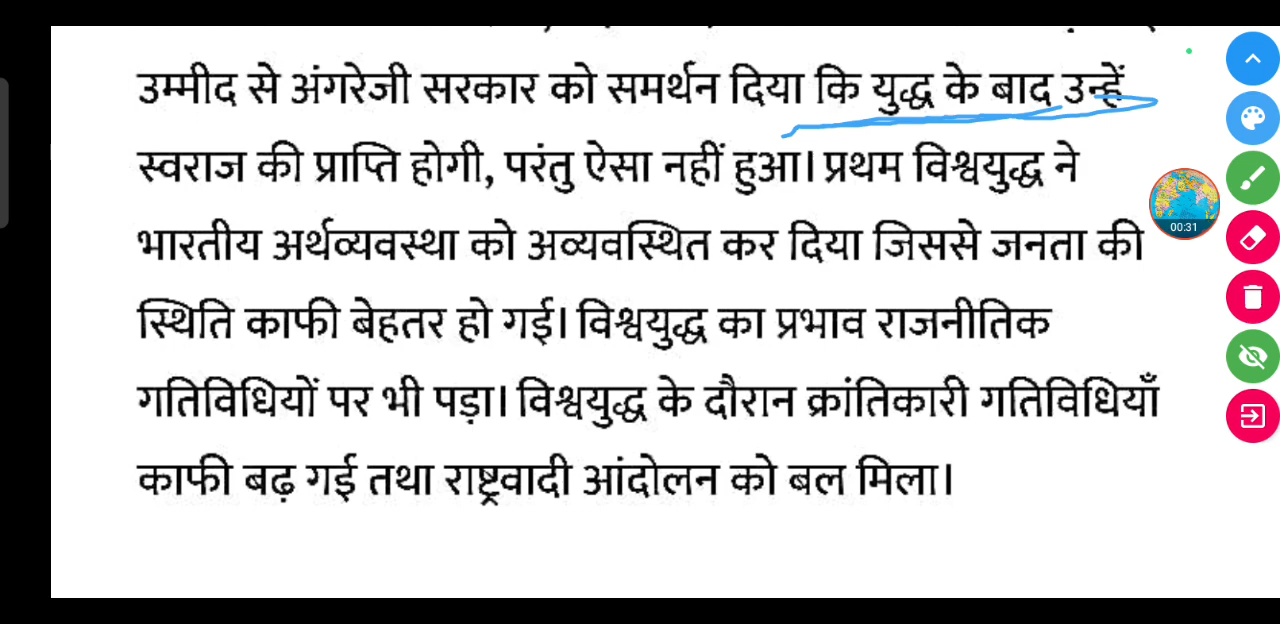 उम्मीद से अंगरेजी सरकार को समर्थन दिया कि युद्ध के बाद उन्हें
स्वराज की प्राप्ति होगी, परंतु ऐसा नहीं हुआ। प्रथम विश्वयुद्ध ने
भारतीय अर्थव्यवस्था को अव्यवस्थित कर दिया जिससे जनता की
स्थिति काफी बेहतर हो गई। विश्वयुद्ध का प्रभाव राजनीतिक
गतिविधियों पर भी पड़ा। विश्वयुद्ध के दौरान क्रांतिकारी गतिविधियाँ
काफी बढ़ गई तथा राष्ट्रवादी आंदोलन को बल मिला।
00:31